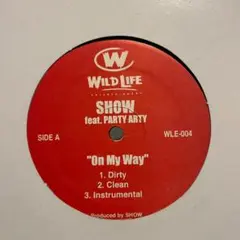 W
WILD LIFE
ENTERTAINMENT
SHOW
feat. PARTY ARTY
SIDE A
WLE-004
"On My Way"
1. Dirty
2. Clean
3. Instrumental
Produced by SHOW